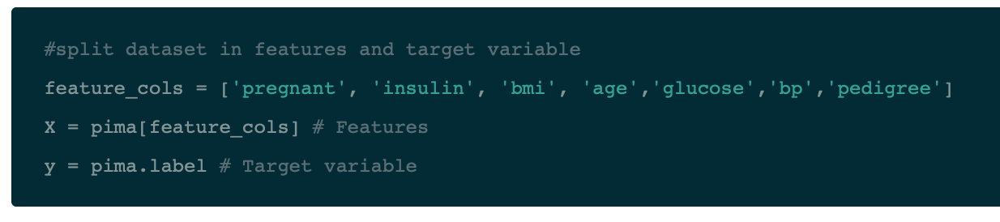 #split dataset in features and target variable
feature_cols = ['pregnant', 'insulin', 'bmi', 'age','glucose','bp','pedigree']
X = pima[feature_cols] # Features
y = pima.label # Target variable